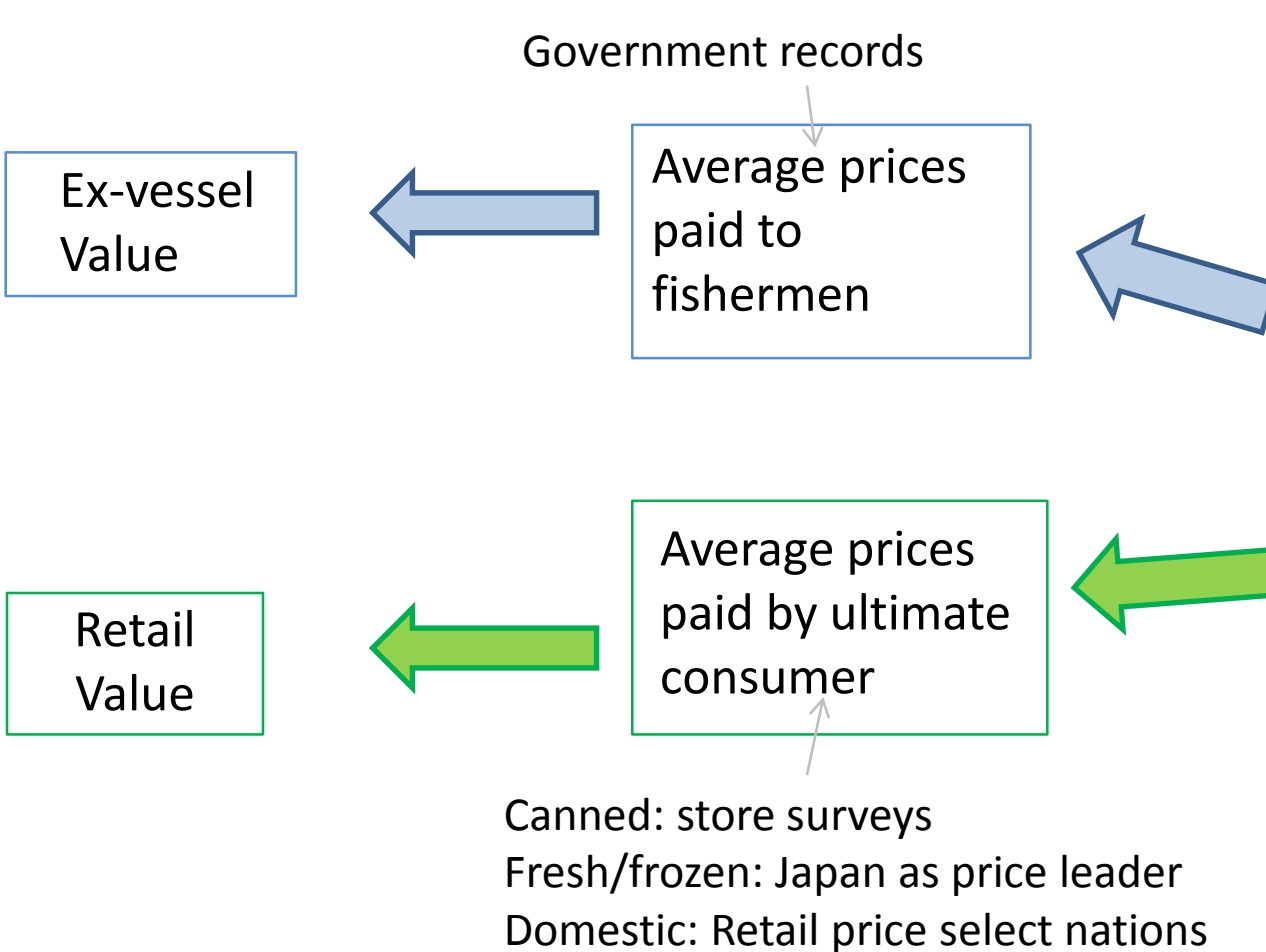 Government records
Ex-vessel
Value
Average prices
paid to
fishermen
Retail
Value
Average prices
paid by ultimate
consumer
Canned: store surveys
Fresh/frozen: Japan as price leader
Domestic: Retail price select nations